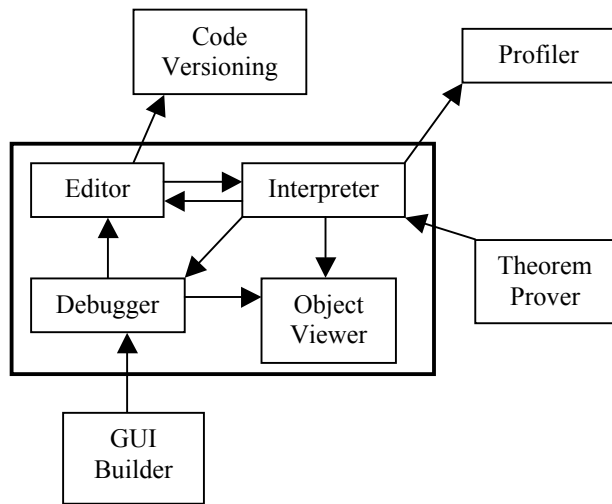 Code
Versioning
Profiler
Editor
Interpreter
Theorem
Prover
Debugger
Object
Viewer
GUI
Builder